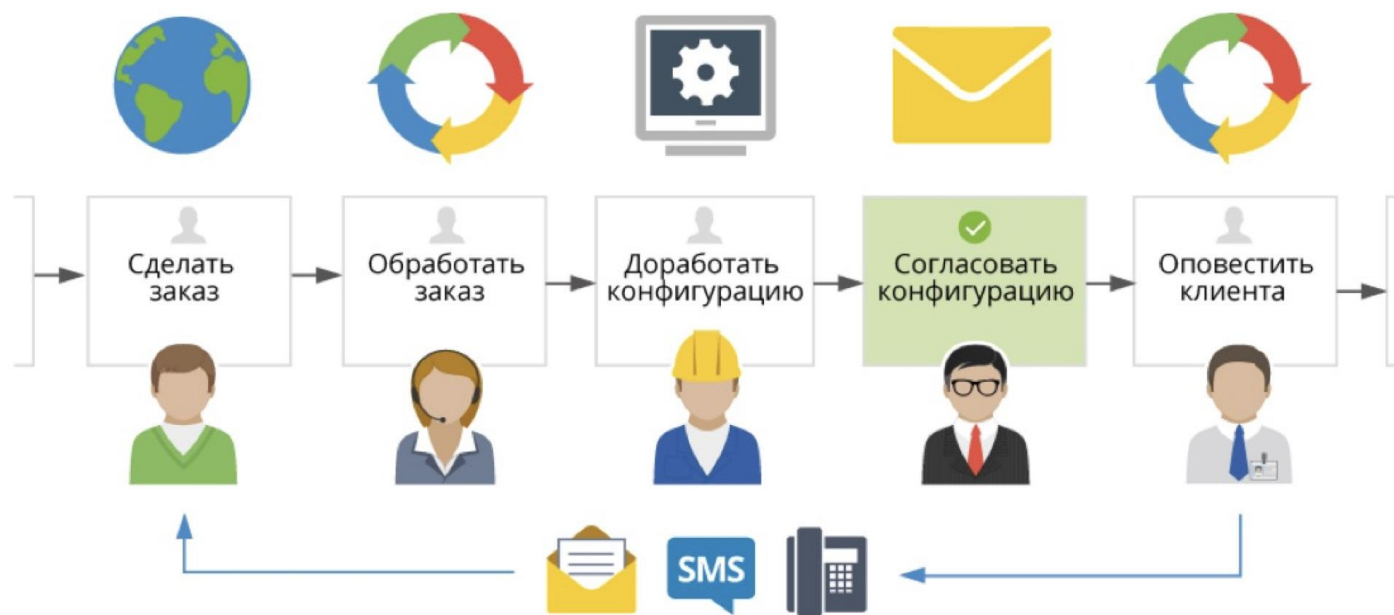 Сделать
заказ
Обработать
заказ
Доработать
конфигурацию
Согласовать
конфигурацию
Оповестить
клиента
SMS